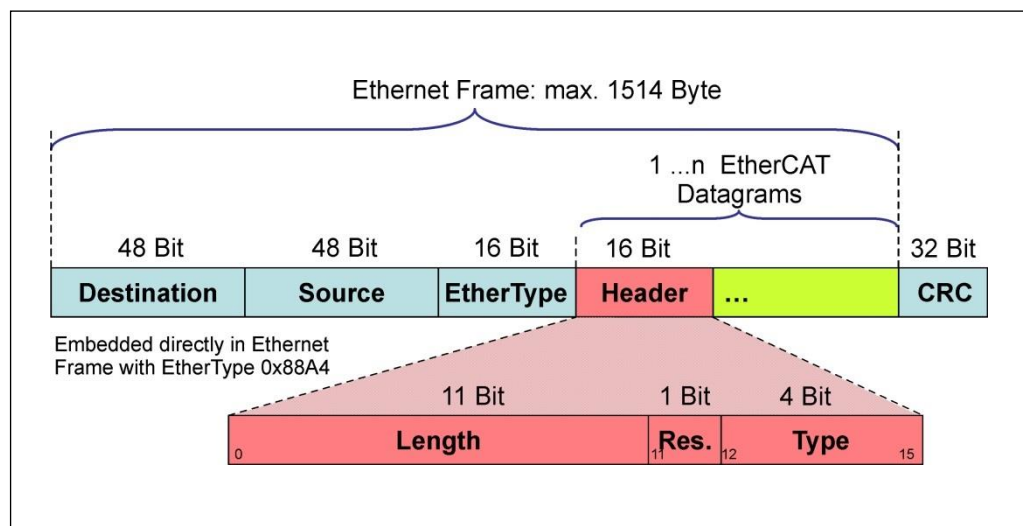 Ethernet Frame: max. 1514 Byte
1 ...n EtherCAT
Datagrams
48 Bit 48 Bit 16 Bit 16 Bit 32 Bit
Destination Source EtherType Header ... CRC
Embedded directly in Ethernet
Frame with EtherType 0x88A4
11 Bit 1 Bit 4 Bit
Length Res. Type
0 11 12 15